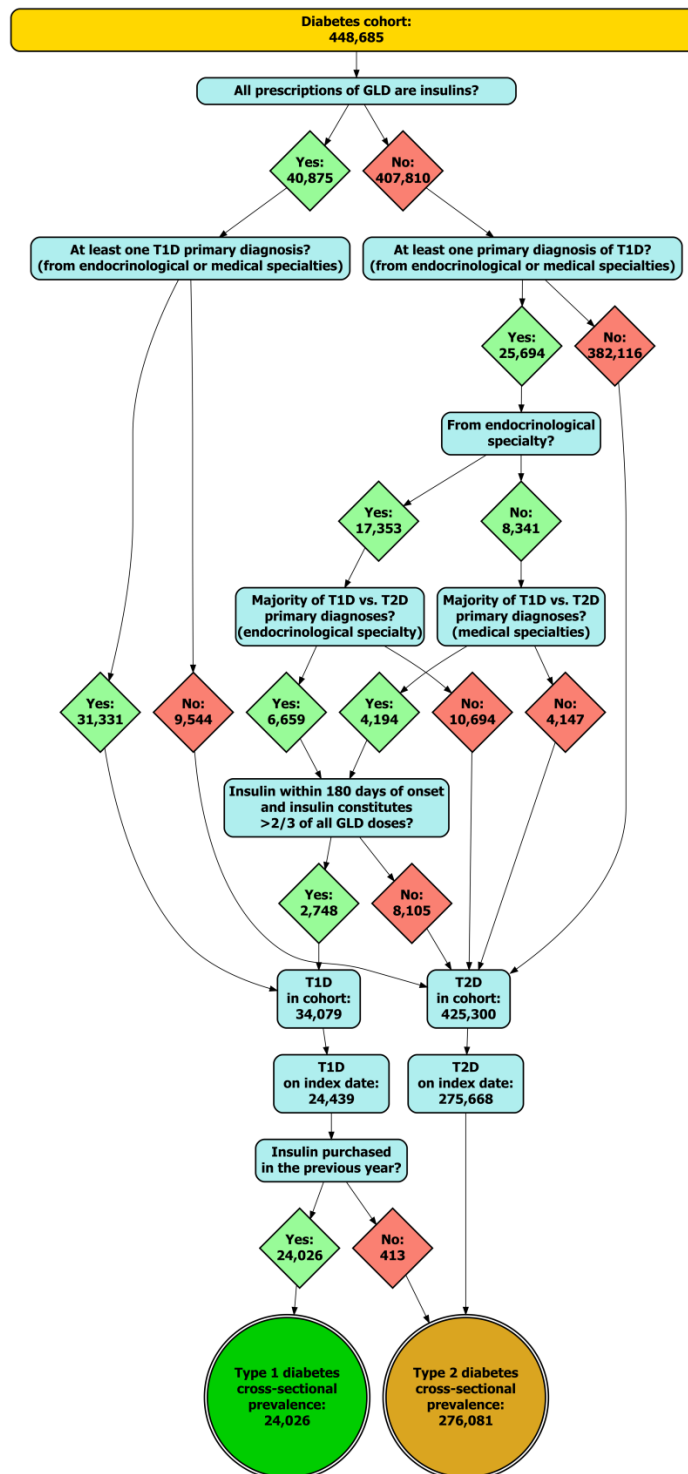 Diabetes cohort:
448,685
All prescriptions of GLD are insulins?
Yes:
40,875
No:
407,810
At least one T1D primary diagnosis?
(from endocrinological or medical specialties)
At least one primary diagnosis of T1D?
(from endocrinological or medical specialties)
Yes:
25,694
No:
382,116
From endocrinological
specialty?
Yes:
17,353
No:
8,341
Majority of T1D vs. T2D
primary diagnoses?
(endocrinological specialty)
Majority of T1D vs. T2D
primary diagnoses?
(medical specialties)
Yes:
31,331
No:
9,544
Yes:
6,659
Yes:
4,194
No:
10,694
No:
4,147
Insulin within 180 days of onset
and insulin constitutes
>2/3 of all GLD doses?
Yes:
2,748
No:
8,105
T1D
in cohort:
34,079
T2D
in cohort:
425,300
T1D
on index date:
24,439
T2D
on index date:
275,668
Insulin purchased
in the previous year?
Yes:
24,026
No:
413
Type 1 diabetes
cross-sectional
prevalence:
24,026
Type 2 diabetes
cross-sectional
prevalence:
276,081